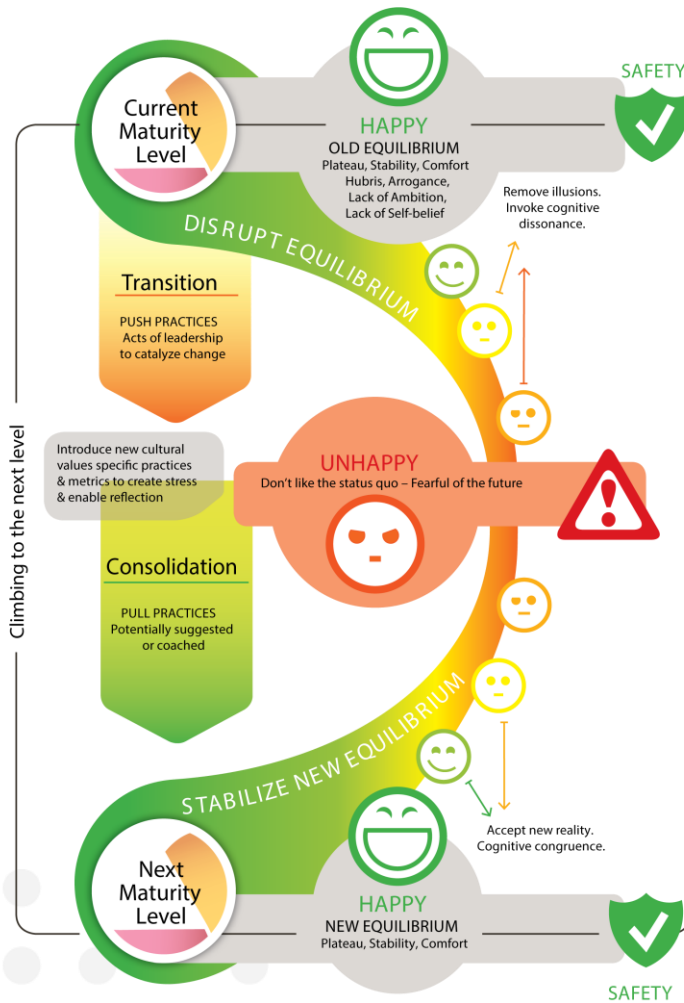 SAFETY
Current
Maturity
Level
HAPPY
OLD EQUILIBRIUM
Plateau, Stability, Comfort
Hubris, Arrogance,
Lack of Ambition,
Lack of Self-belief
Remove illusions.
Invoke cognitive
dissonance.
DISRUPT EQUILIBRIUM
Transition
PUSH PRACTICES
Acts of leadership
to catalyze change
Climbing to the next level
Introduce new cultural
values specific practices
& metrics to create stress
& enable reflection
UNHAPPY
Don't like the status quo – Fearful of the future
Consolidation
PULL PRACTICES
Potentially suggested
or coached
STABILIZE NEW EQUILIBRIUM
Accept new reality.
Cognitive congruence.
Next
Maturity
Level
HAPPY
NEW EQUILIBRIUM
Plateau, Stability, Comfort
SAFETY